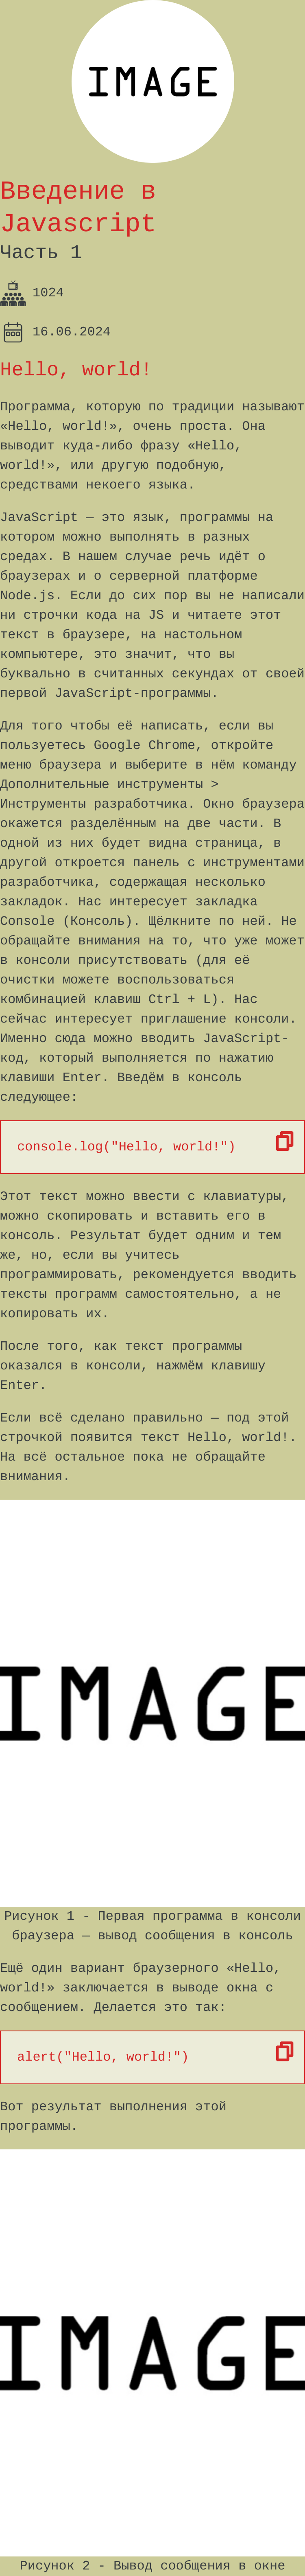 IMAGE
Введение в
Javascript
Часть 1
1024
16.06.2024
Hello, world!
Программа, которую по традиции называют
«Hello, world!», очень проста. Она
выводит куда-либо фразу «Hello,
world!», или другую подобную,
средствами некоего языка.
JavaScript — это язык, программы на
котором можно выполнять в разных
средах. В нашем случае речь идёт о
браузерах и о серверной платформе
Node.js. Если до сих пор вы не написали
ни строчки кода на JS и читаете этот
текст в браузере, на настольном
компьютере, это значит, что вы
буквально в считанных секундах от своей
первой JavaScript-программы.
Для того чтобы её написать, если вы
пользуетесь Google Chrome, откройте
меню браузера и выберите в нём команду
Дополнительные инструменты >
Инструменты разработчика. Окно браузера
окажется разделённым на две части. В
одной из них будет видна страница, в
другой откроется панель с инструментами
разработчика, содержащая несколько
закладок. Нас интересует закладка
Console (Консоль). Щёлкните по ней. Не
обращайте внимания на то, что уже может
в консоли присутствовать (для её
очистки можете воспользоваться
комбинацией клавиш Ctrl + L). Нас
сейчас интересует приглашение консоли.
Именно сюда можно вводить JavaScript-
код, который выполняется по нажатию
клавиши Enter. Введём в консоль
следующее:
console.log("Hello, world!")
Этот текст можно ввести с клавиатуры,
можно скопировать и вставить его в
консоль. Результат будет одним и тем
же, но, если вы учитесь
программировать, рекомендуется вводить
тексты программ самостоятельно, а не
копировать их.
После того, как текст программы
оказался в консоли, нажмём клавишу
Enter.
Если всё сделано правильно — под этой
строчкой появится текст Hello, world!.
На всё остальное пока не обращайте
внимания.
IMAGE
Рисунок 1 - Первая программа в консоли
браузера — вывод сообщения в консоль
Ещё один вариант браузерного «Hello,
world!» заключается в выводе окна с
сообщением. Делается это так:
alert("Hello, world!")
Вот результат выполнения этой
программы.
IMAGE
Рисунок 2 - Вывод сообщения в окне